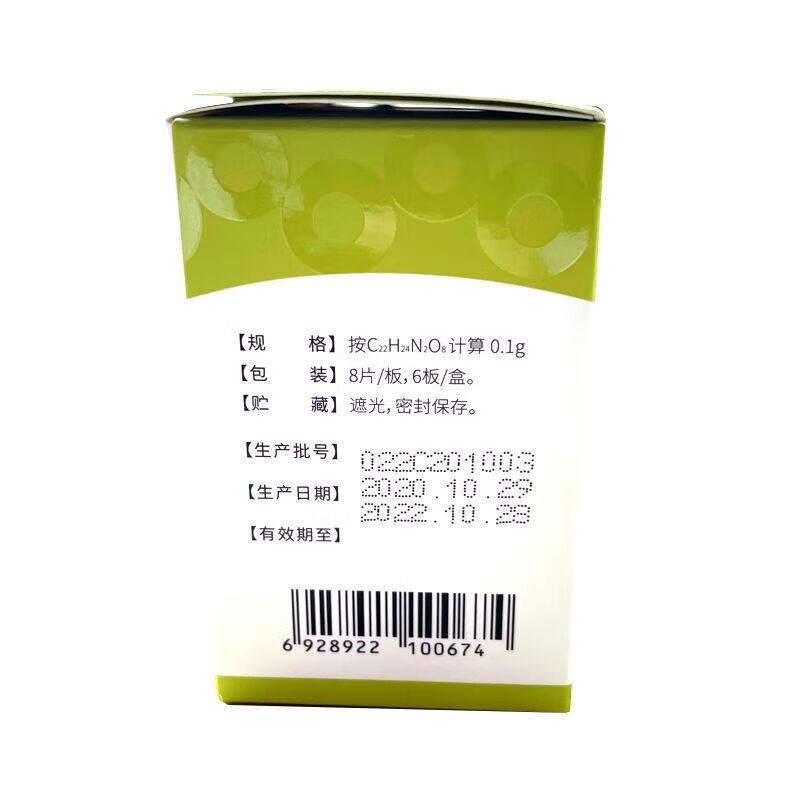 【规 格】按C₂₂H₂₄N₂O₈计算 0.1g
【包 装】8片/板，6板/盒。
【贮 藏】遮光，密封保存。
【生产批号】022C201003
【生产日期】2020.10.29
【有效期至】2022.10.28
6 928922 100674